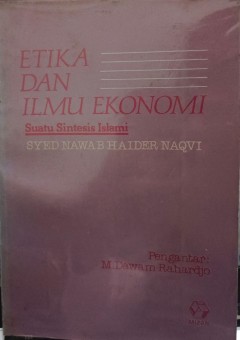 ETIKA
DAN
ILMU EKONOMI
Suatu Sintesis Islami
SYED NAWAB HAIDER NAQVI
Pengantar:
M. Dawam Rahardjo